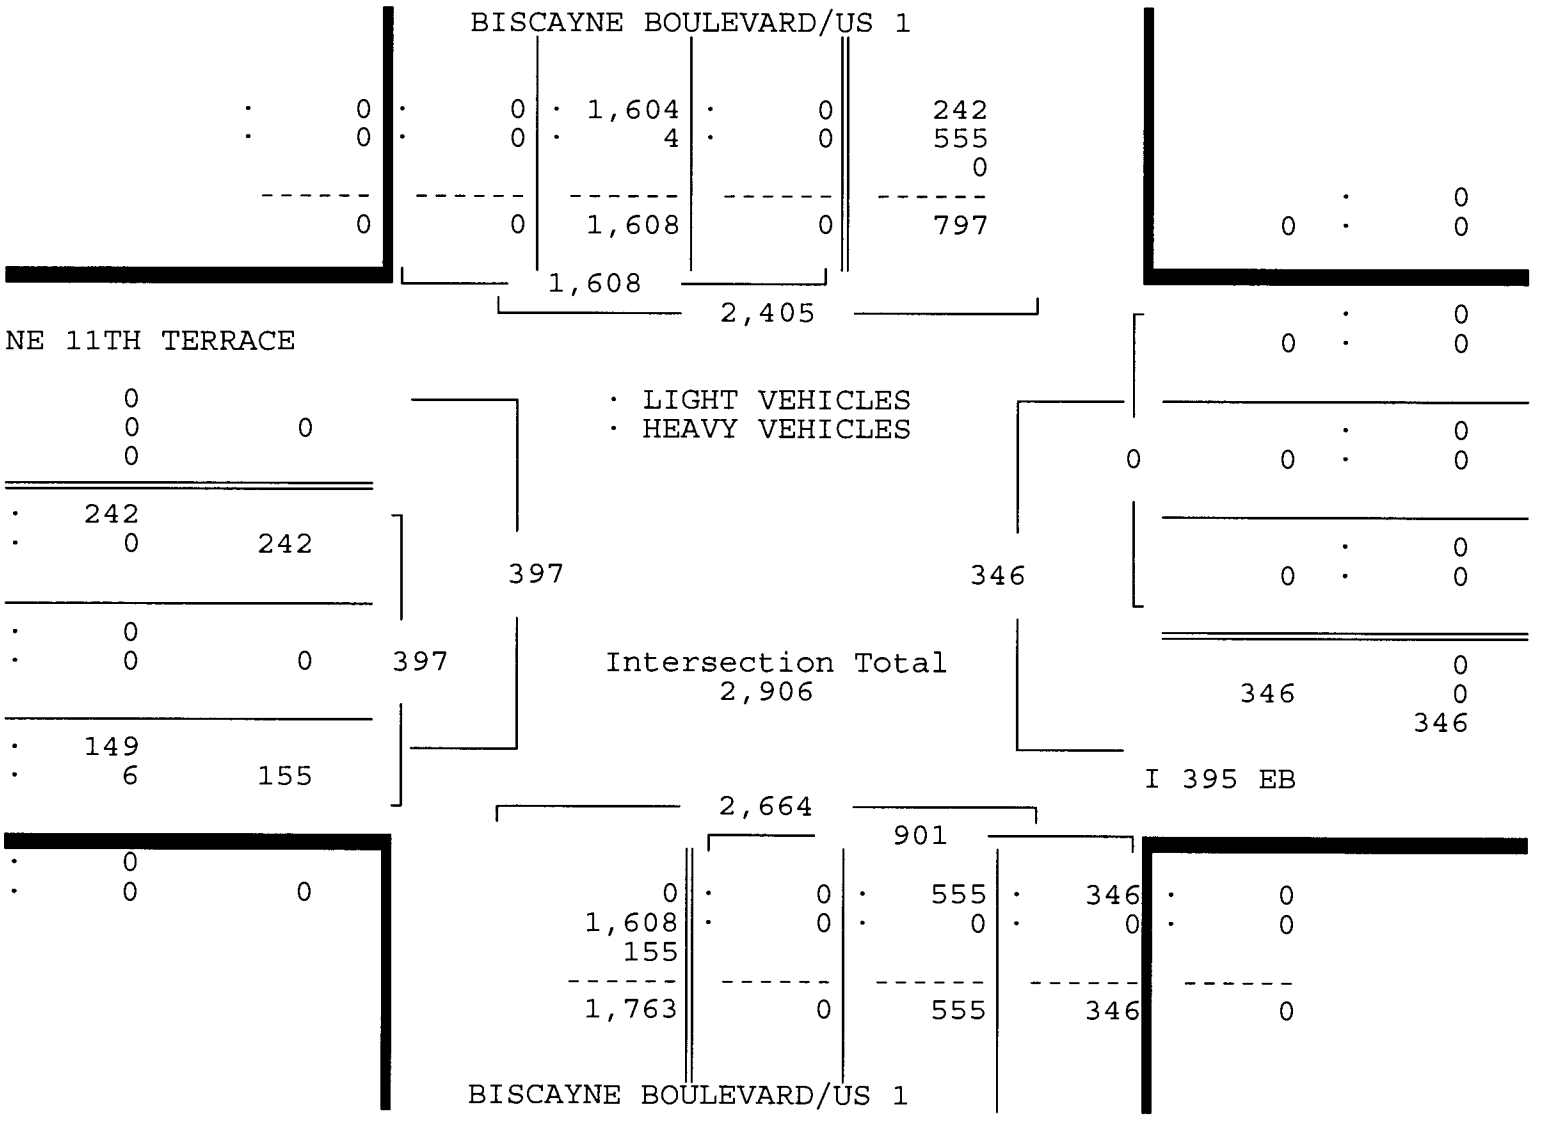 BISCAYNE BOULEVARD/US 1
· 0 · 0 · 1,604 · 0 242
· 0 · 0 · 4 · 0 555
0
------ ------ ------ ------ ------
· 0
0 0 1,608 0 797
0 · 0
1,608
2,405
· 0
NE 11TH TERRACE
0 · 0
0
· LIGHT VEHICLES
0 0
· HEAVY VEHICLES
· 0
0
0 0 · 0
· 242
· 0 242
· 0
397
346
0 · 0
· 0
· 0 0
397
Intersection Total
0
2,906
346 0
346
· 149
· 6 155
I 395 EB
2,664
901
· 0
· 0 0
0 · 0 · 555 · 346 · 0
1,608 · 0 · 0 · 0 · 0
155
------ ------ ------ ------ ------
1,763 0 555 346 0
BISCAYNE BOULEVARD/US 1